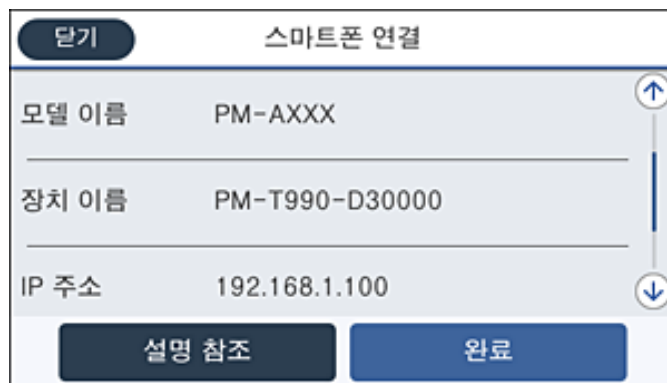 닫기 스마트폰 연결
모델 이름 PM-AXXX
장치 이름 PM-T990-D30000
IP 주소 192.168.1.100
설명 참조 완료